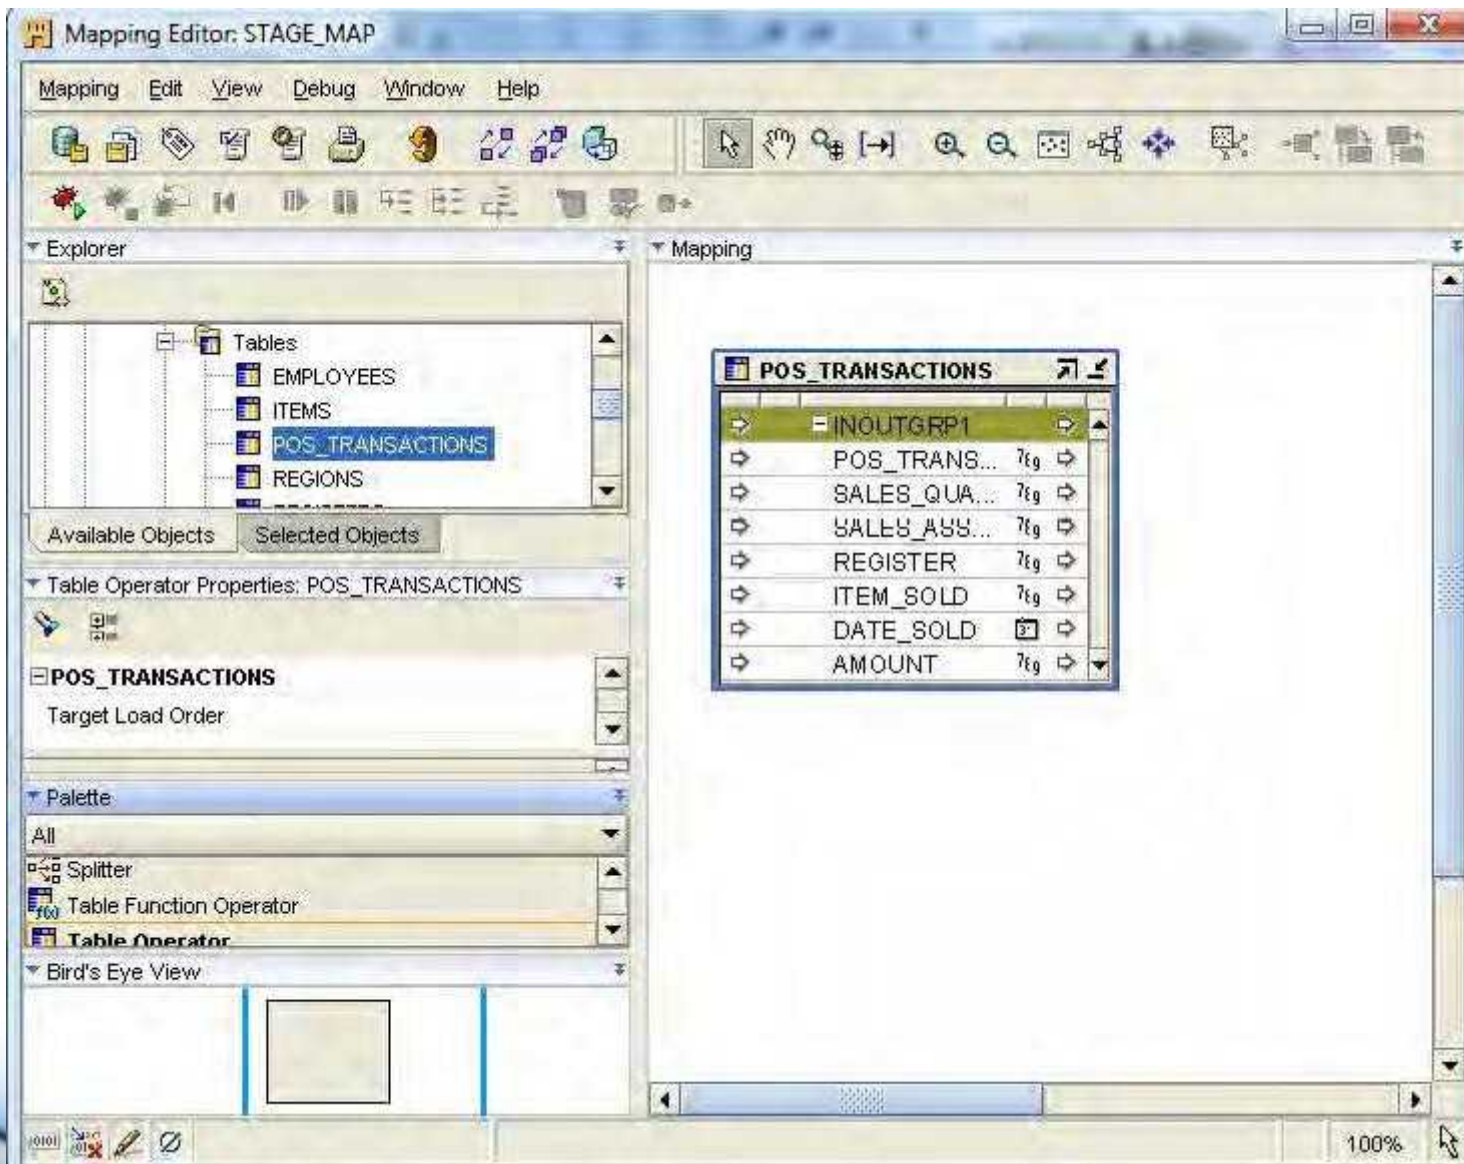 Mapping Editor: STAGE_MAP
Mapping Edit View Debug Window Help
Explorer
Mapping
Tables
EMPLOYEES
ITEMS
POS_TRANSACTIONS
REGIONS
Available Objects Selected Objects
Table Operator Properties: POS_TRANSACTIONS
POS_TRANSACTIONS
Target Load Order
Palette
All
Splitter
Table Function Operator
Table Operator
Bird's Eye View
POS_TRANSACTIONS
INOUTGRP1
POS_TRANS...
SALES_QUA...
SALES_ASS...
REGISTER
ITEM_SOLD
DATE_SOLD
AMOUNT
100%